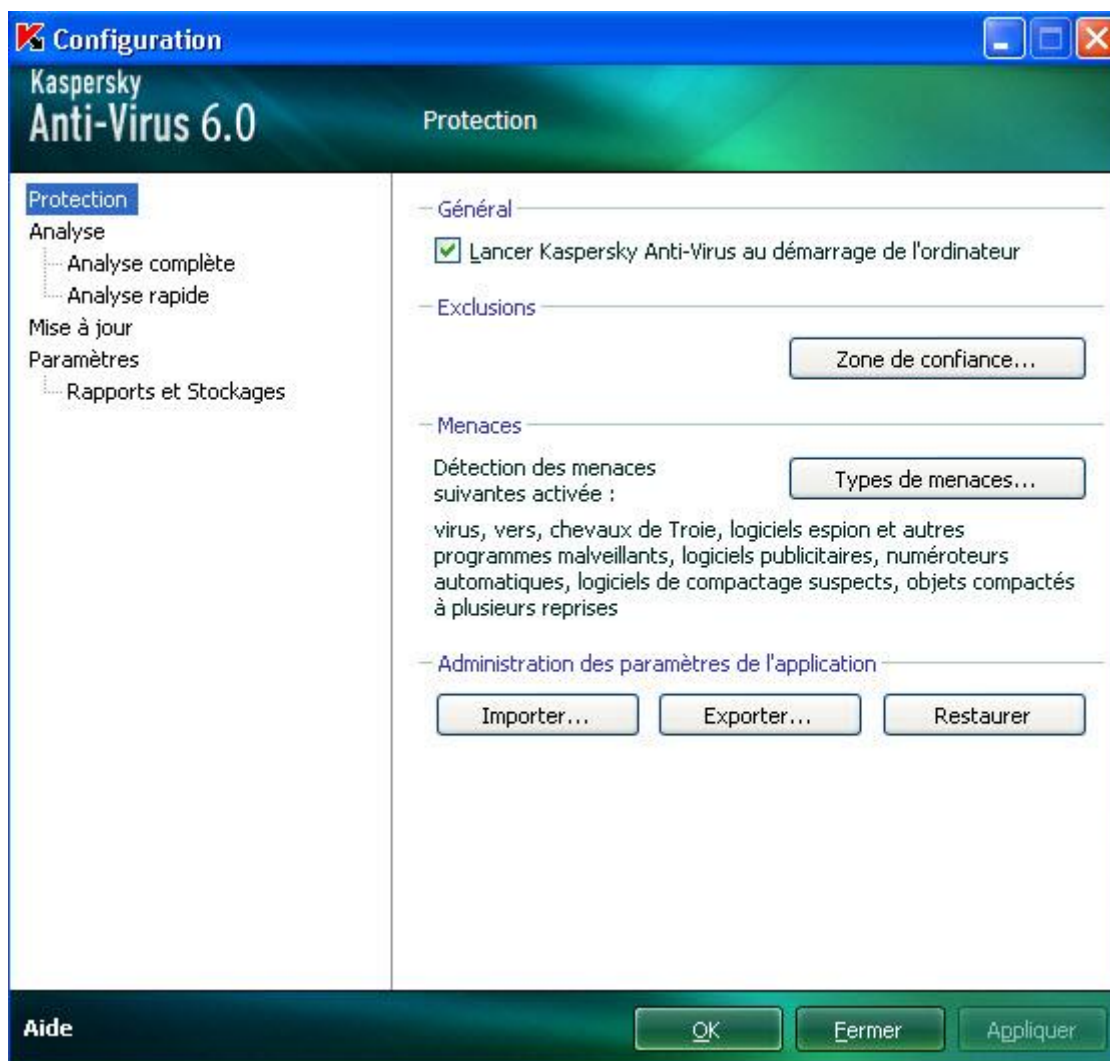 Configuration
Kaspersky
Anti-Virus 6.0
Protection
Protection
Analyse
Analyse complète
Analyse rapide
Mise à jour
Paramètres
Rapports et Stockages
Général
Lancer Kaspersky Anti-Virus au démarrage de l'ordinateur
Exclusions
Zone de confiance...
Menaces
Détection des menaces
suivantes activée :
Types de menaces...
virus, vers, chevaux de Troie, logiciels espion et autres
programmes malveillants, logiciels publicitaires, numéroteurs
automatiques, logiciels de compactage suspects, objets compactés
à plusieurs reprises
Administration des paramètres de l'application
Importer...
Exporter...
Restaurer
Aide
OK
Fermer
Appliquer